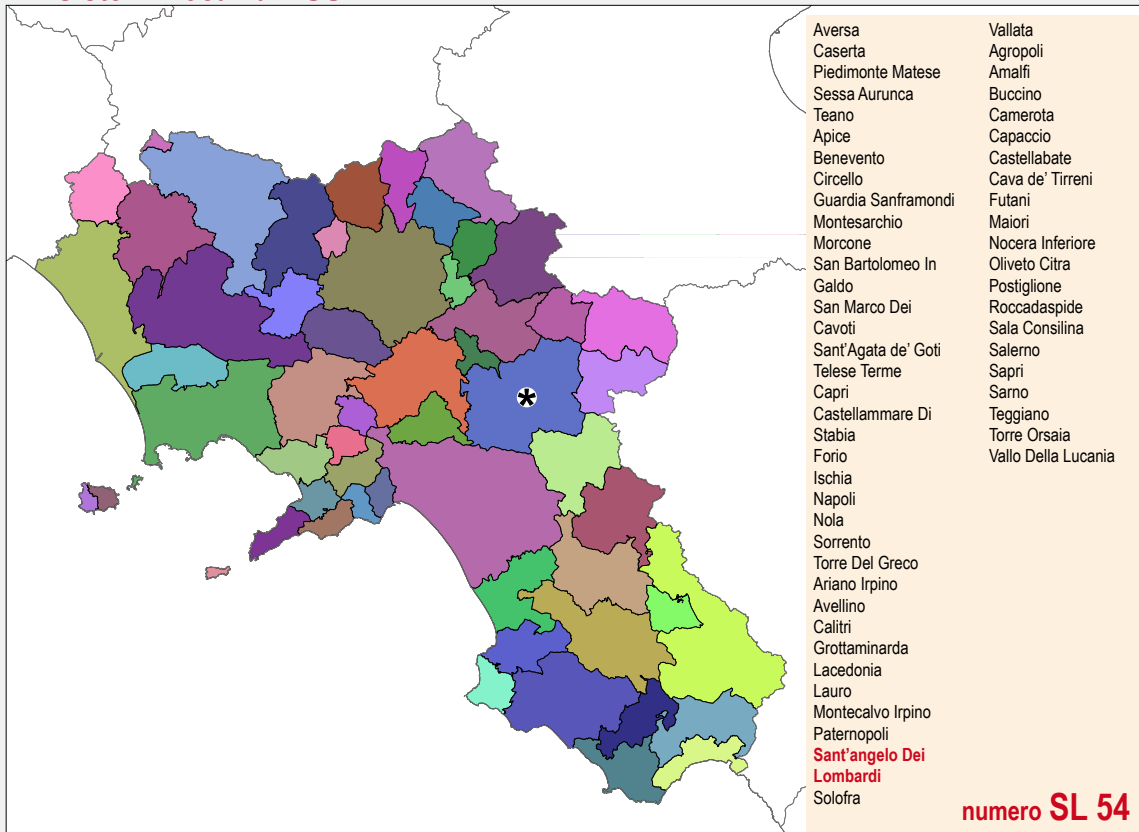 Aversa
Caserta
Piedimonte Matese
Sessa Aurunca
Teano
Apice
Benevento
Circello
Guardia Sanframondi
Montesarchio
Morcone
San Bartolomeo In
Galdo
San Marco Dei
Cavoti
Sant'Agata de' Goti
Telese Terme
Capri
Castellammare Di
Stabia
Forio
Ischia
Napoli
Nola
Sorrento
Torre Del Greco
Ariano Irpino
Avellino
Calitri
Grottaminarda
Lacedonia
Lauro
Montecalvo Irpino
Paternopoli
Sant'angelo Dei
Lombardi
Solofra
Vallata
Agropoli
Amalfi
Buccino
Camerota
Capaccio
Castellabate
Cava de' Tirreni
Futani
Maiori
Nocera Inferiore
Oliveto Citra
Postiglione
Roccadaspide
Sala Consilina
Salerno
Sapri
Sarno
Teggiano
Torre Orsaia
Vallo Della Lucania
numero SL 54